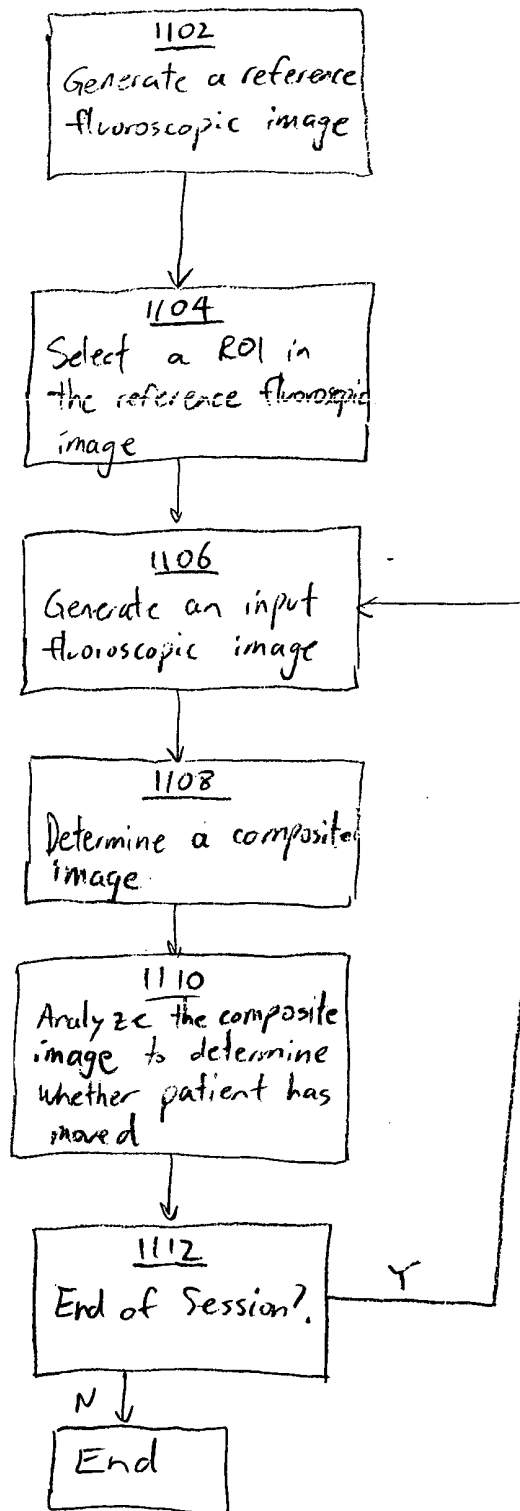 1102
Generate a reference
fluoroscopic image
1104
Select a ROI in
the reference fluorosopic
image
1106
Generate an input
fluoroscopic image
1108
Determine a composite
image
1110
Analyze the composite
image to determine
whether patient has
moved
1112
End of Session?.
Y
N
End